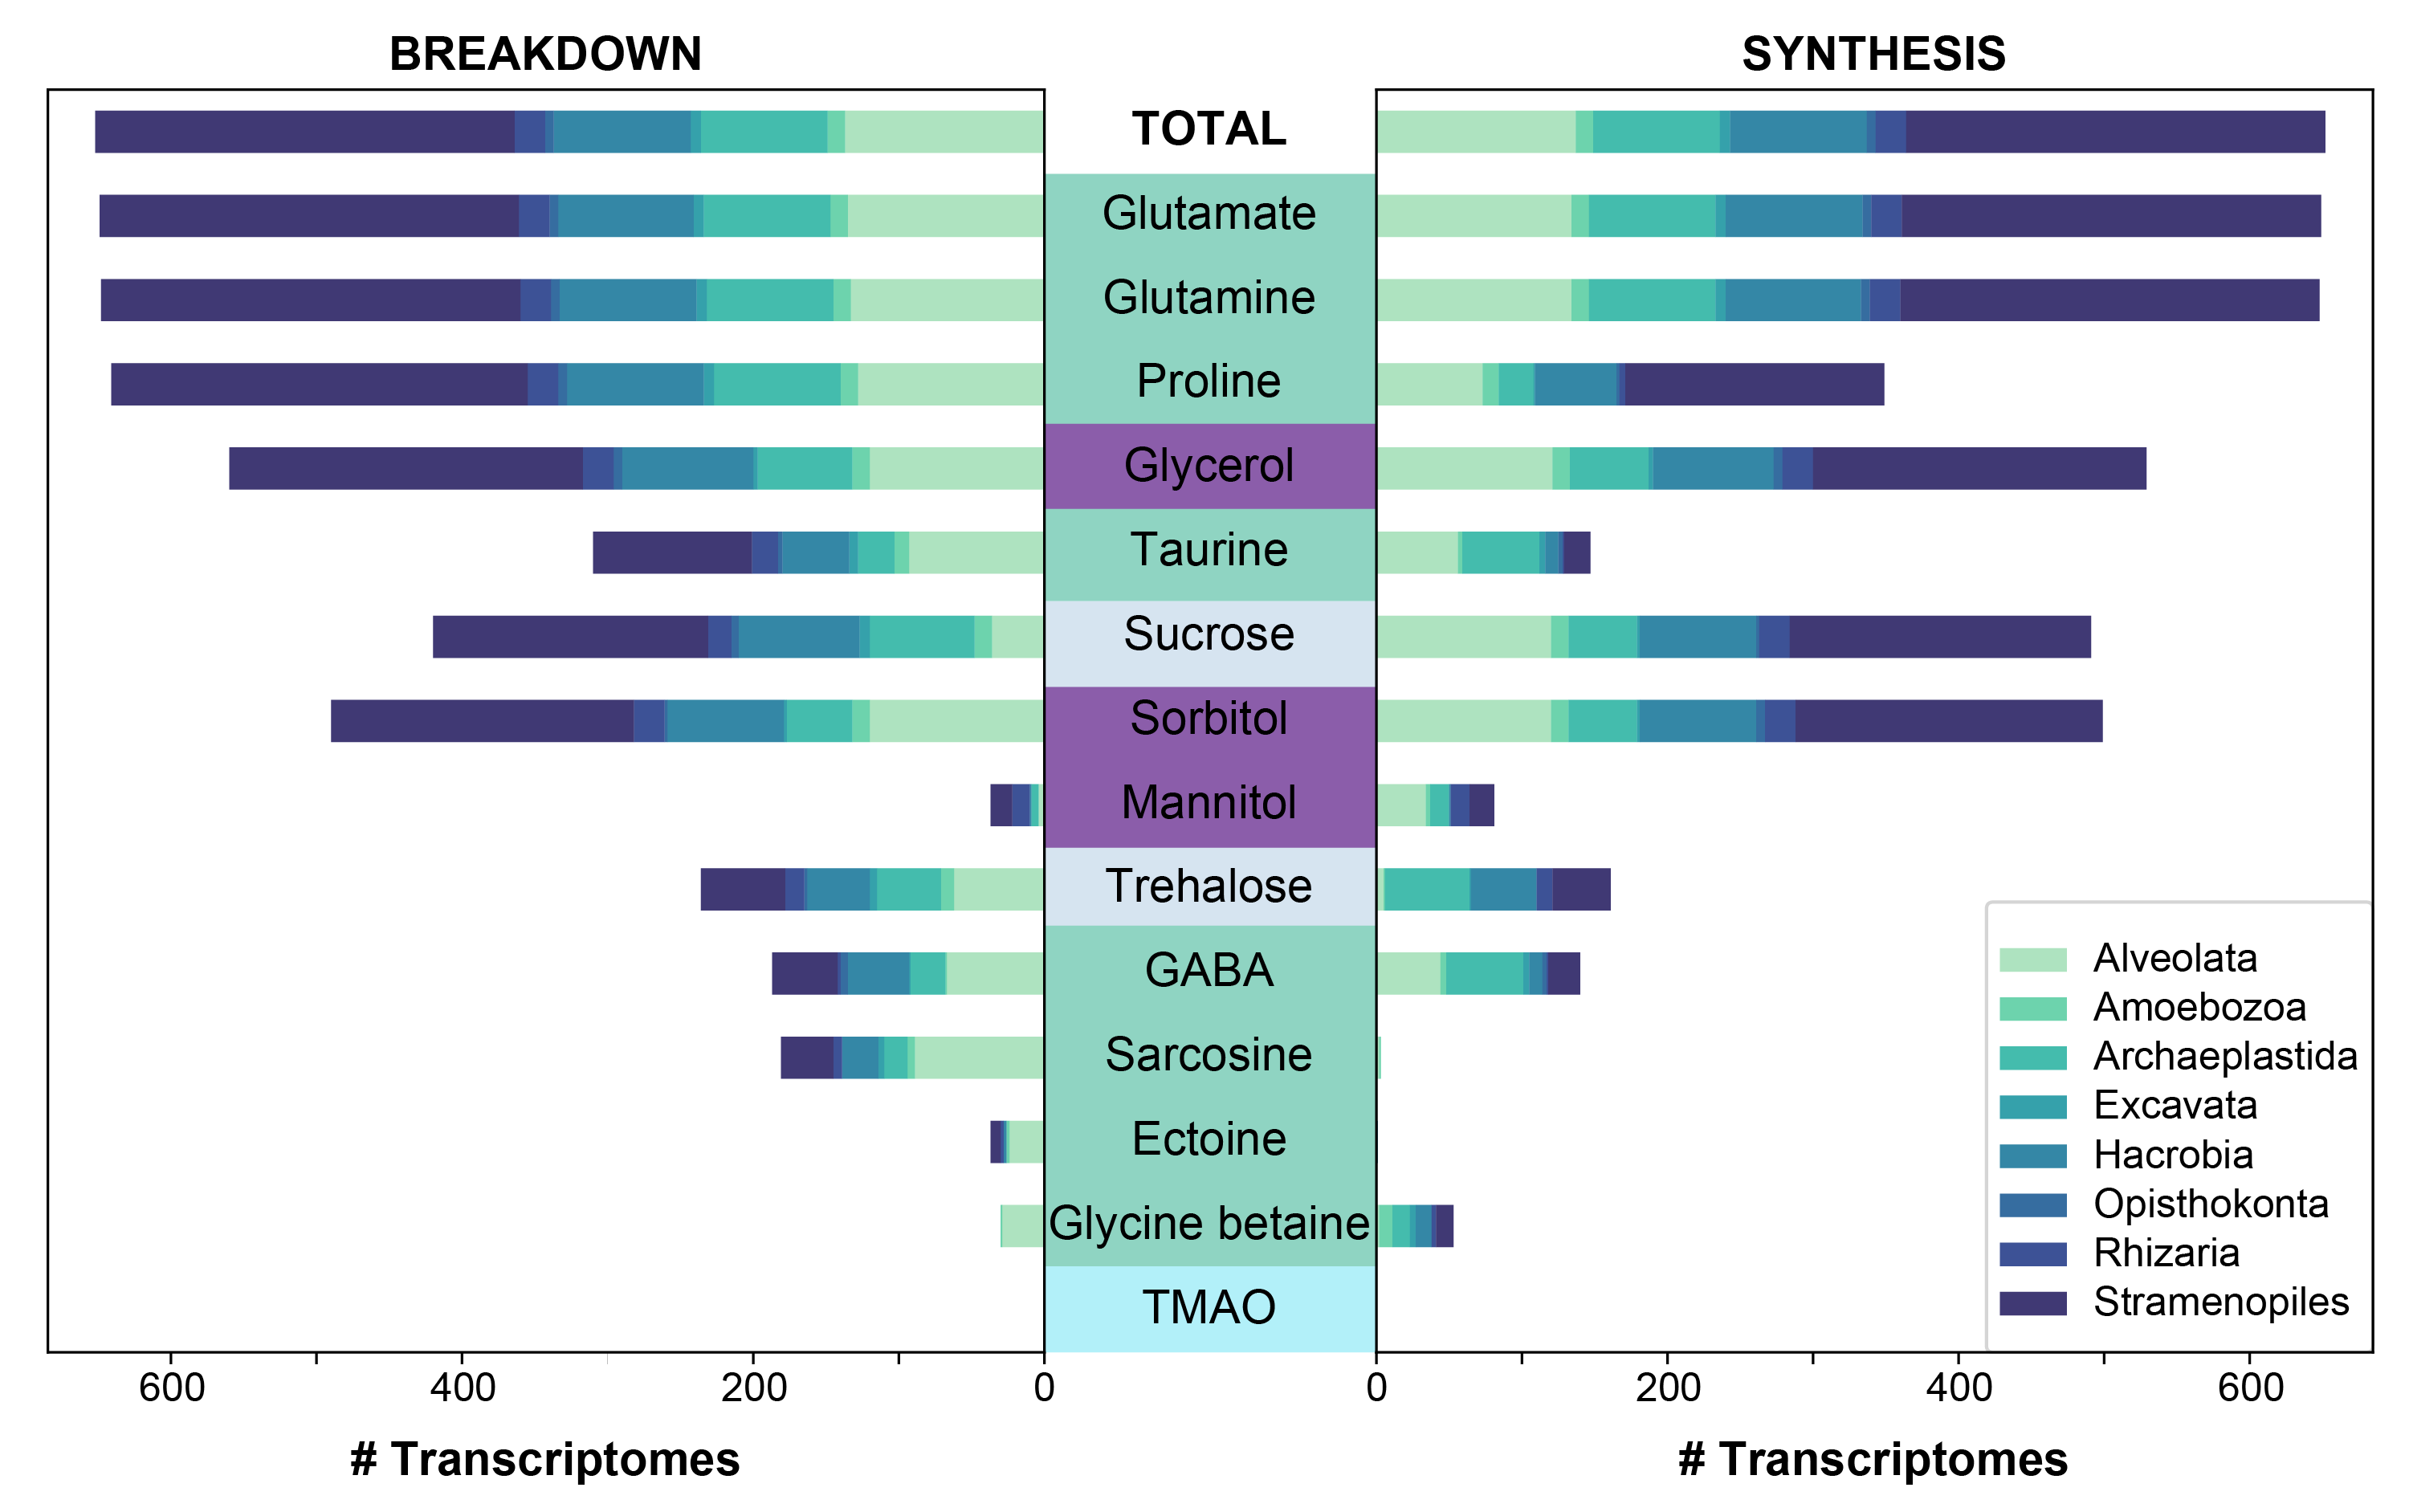 BREAKDOWN
SYNTHESIS
TOTAL
Glutamate
Glutamine
Proline
Glycerol
Taurine
Sucrose
Sorbitol
Mannitol
Trehalose
GABA
Sarcosine
Ectoine
Glycine betaine
TMAO
Alveolata
Amoebozoa
Archaeplastida
Excavata
Hacrobia
Opisthokonta
Rhizaria
Stramenopiles
600 400 200 0
0 200 400 600
# Transcriptomes
# Transcriptomes